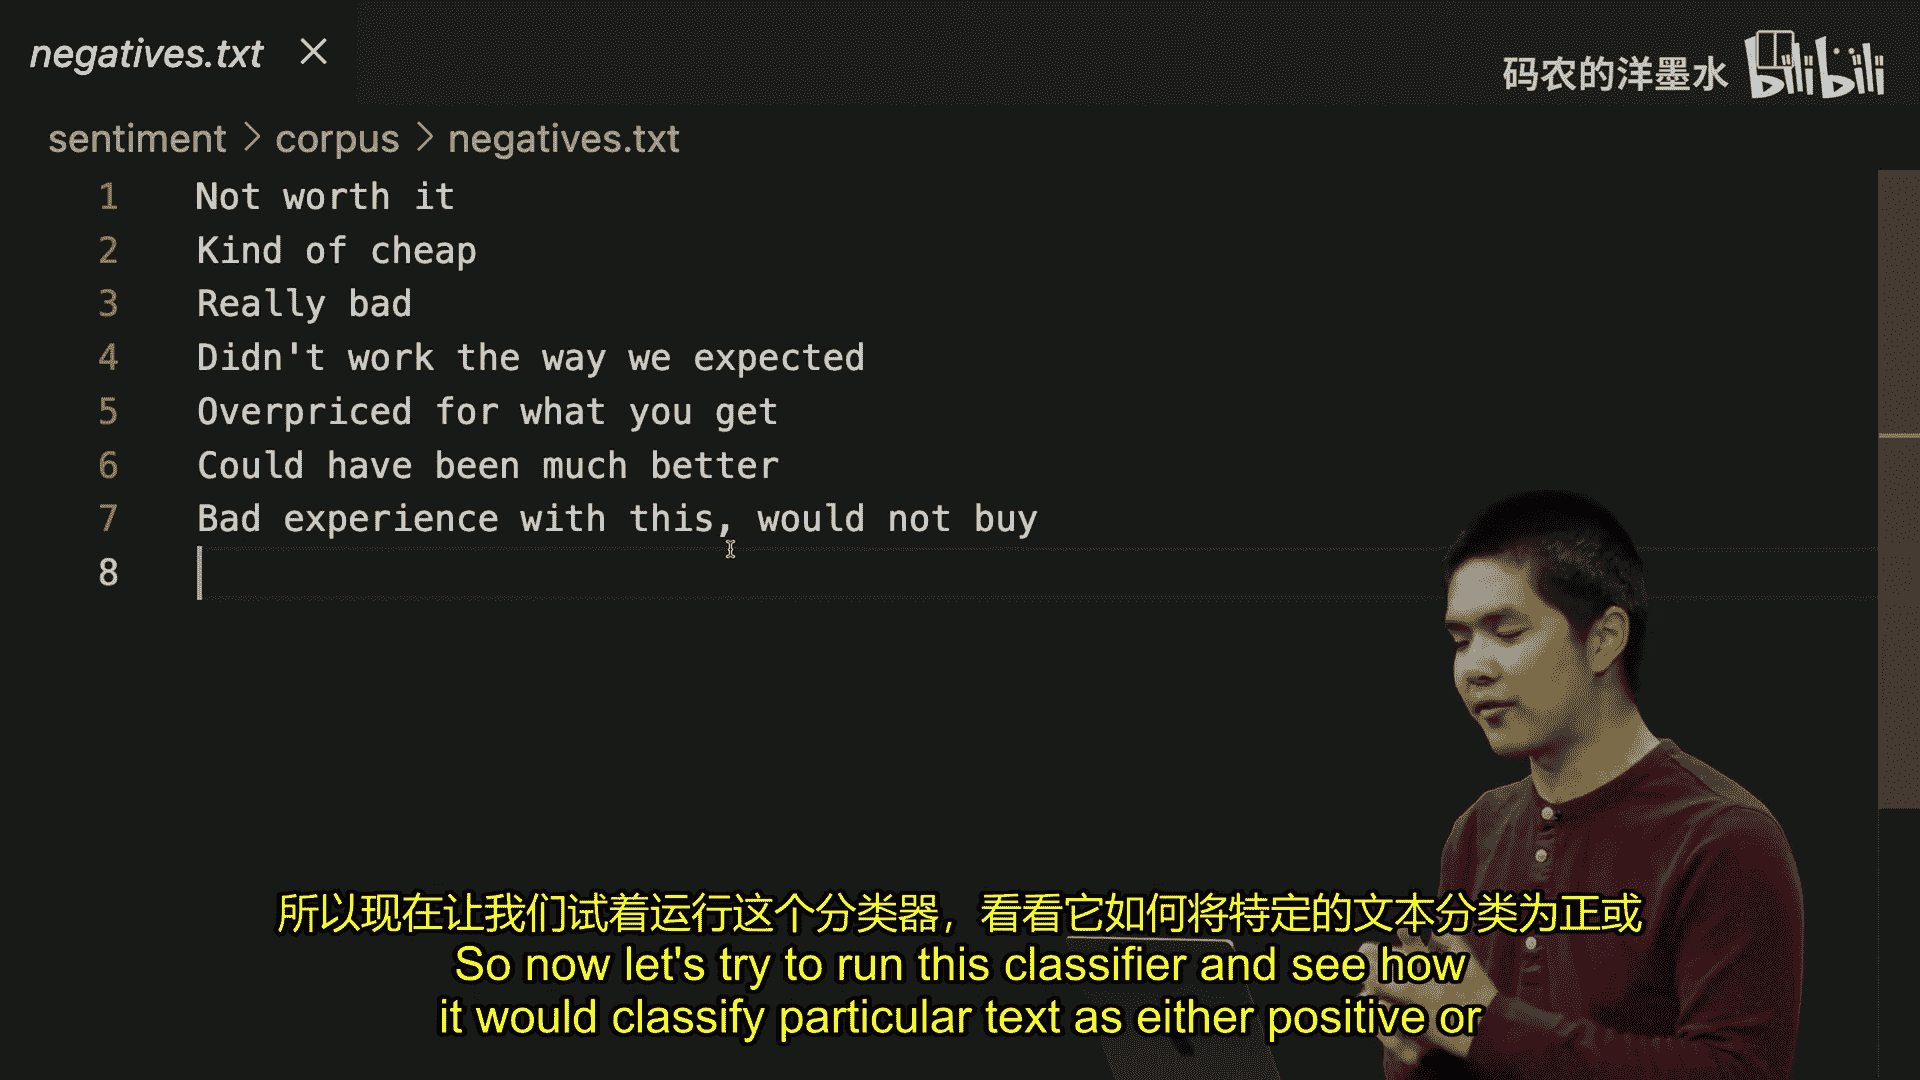 negatives.txt
码农的洋墨水 bilibili
sentiment > corpus > negatives.txt
1 Not worth it
2 Kind of cheap
3 Really bad
4 Didn't work the way we expected
5 Overpriced for what you get
6 Could have been much better
7 Bad experience with this, would not buy
8
所以现在让我们试着运行这个分类器，看看它如何将特定的文本分类为正或
So now let's try to run this classifier and see how
it would classify particular text as either positive or